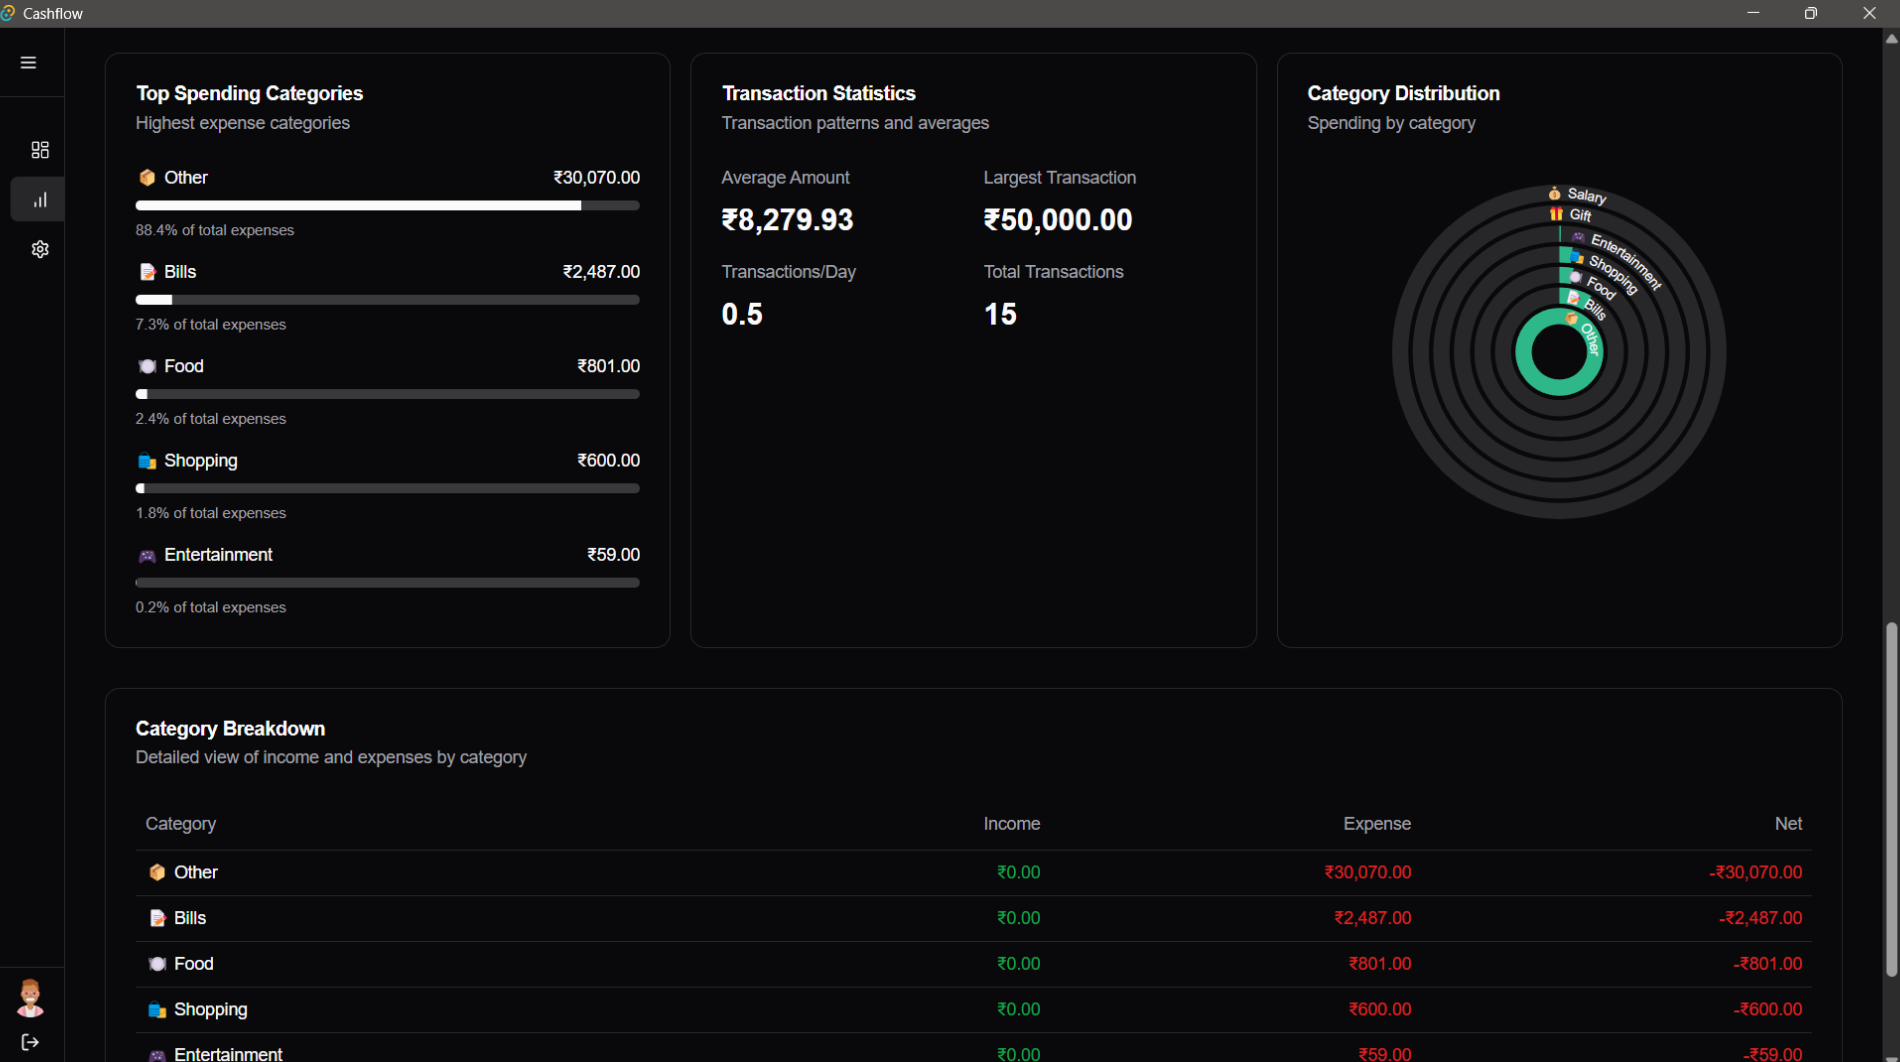 Cashflow
Top Spending Categories
Highest expense categories
Other ₹30,070.00
88.4% of total expenses
Bills ₹2,487.00
7.3% of total expenses
Food ₹801.00
2.4% of total expenses
Shopping ₹600.00
1.8% of total expenses
Entertainment ₹59.00
0.2% of total expenses
Transaction Statistics
Transaction patterns and averages
Average Amount Largest Transaction
₹8,279.93 ₹50,000.00
Transactions/Day Total Transactions
0.5 15
Category Distribution
Spending by category
Salary
Gift
Entertainment
Shopping
Food
Bills
Other
Category Breakdown
Detailed view of income and expenses by category
Category Income Expense Net
Other ₹0.00 ₹30,070.00 -₹30,070.00
Bills ₹0.00 ₹2,487.00 -₹2,487.00
Food ₹0.00 ₹801.00 -₹801.00
Shopping ₹0.00 ₹600.00 -₹600.00
Entertainment ₹0.00 ₹59.00 -₹59.00